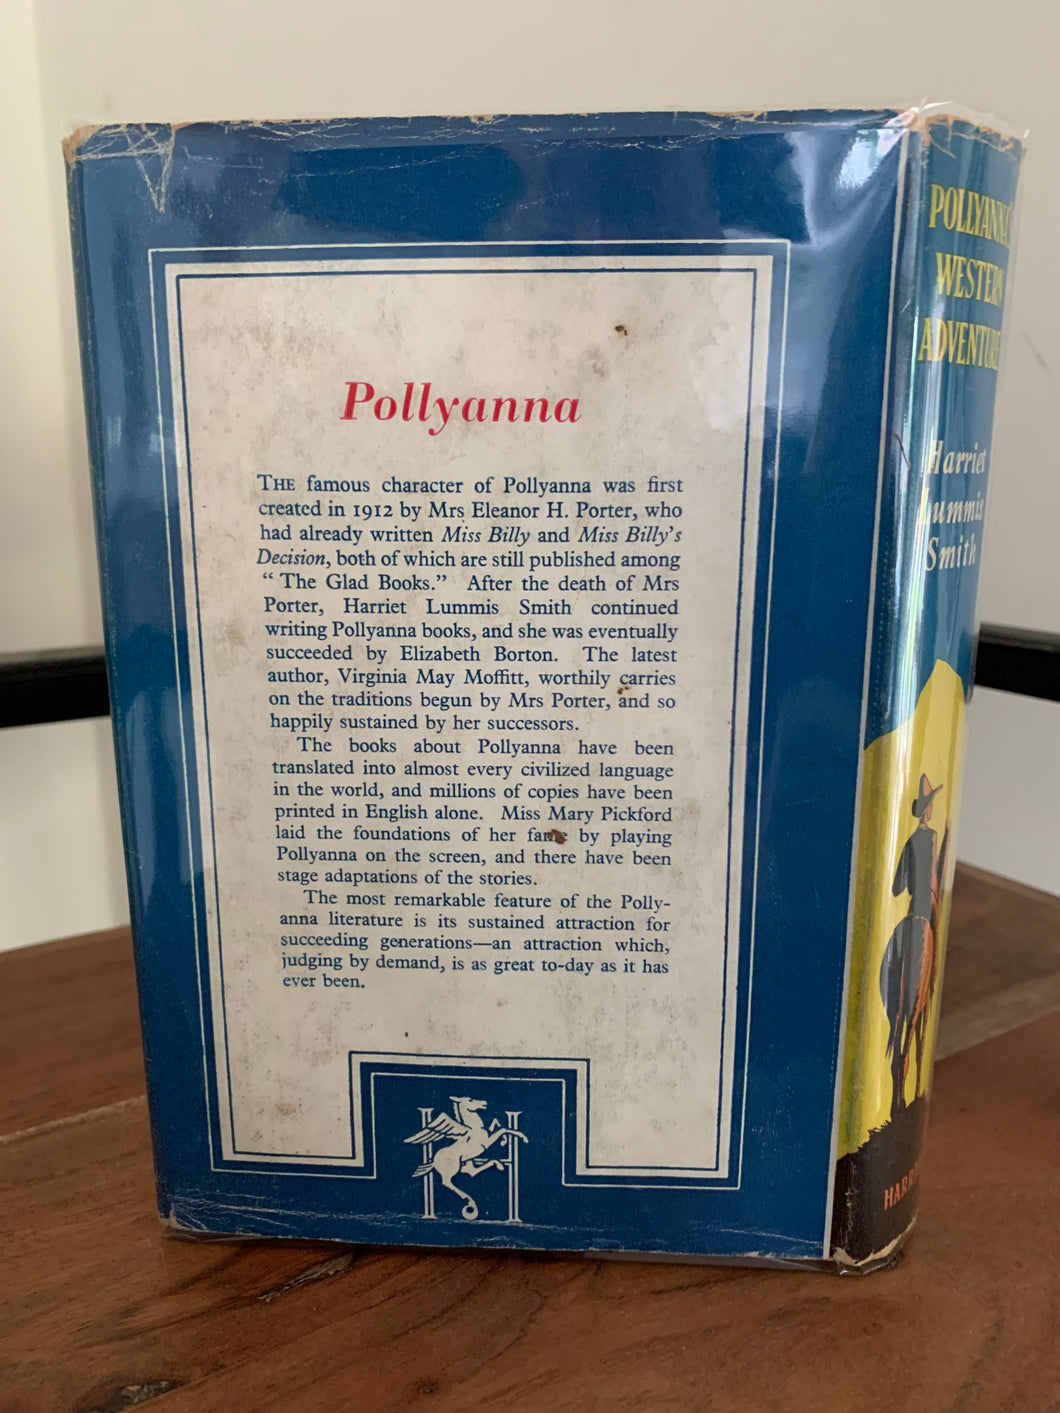 Pollyanna
THE famous character of Pollyanna was first
created in 1912 by Mrs Eleanor H. Porter, who
had already written Miss Billy and Miss Billy's
Decision, both of which are still published among
“ The Glad Books.” After the death of Mrs
Porter, Harriet Lummis Smith continued
writing Pollyanna books, and she was eventually
succeeded by Elizabeth Borton. The latest
author, Virginia May Moffitt, worthily carries
on the traditions begun by Mrs Porter, and so
happily sustained by her successors.
The books about Pollyanna have been
translated into almost every civilized language
in the world, and millions of copies have been
printed in English alone. Miss Mary Pickford
laid the foundations of her fame by playing
Pollyanna on the screen, and there have been
stage adaptations of the stories.
The most remarkable feature of the Polly-
anna literature is its sustained attraction for
succeeding generations—an attraction which,
judging by demand, is as great to-day as it has
ever been.
H
POLLYANNA'S
WESTERN
ADVENTURE
Harriet
Lummis
Smith